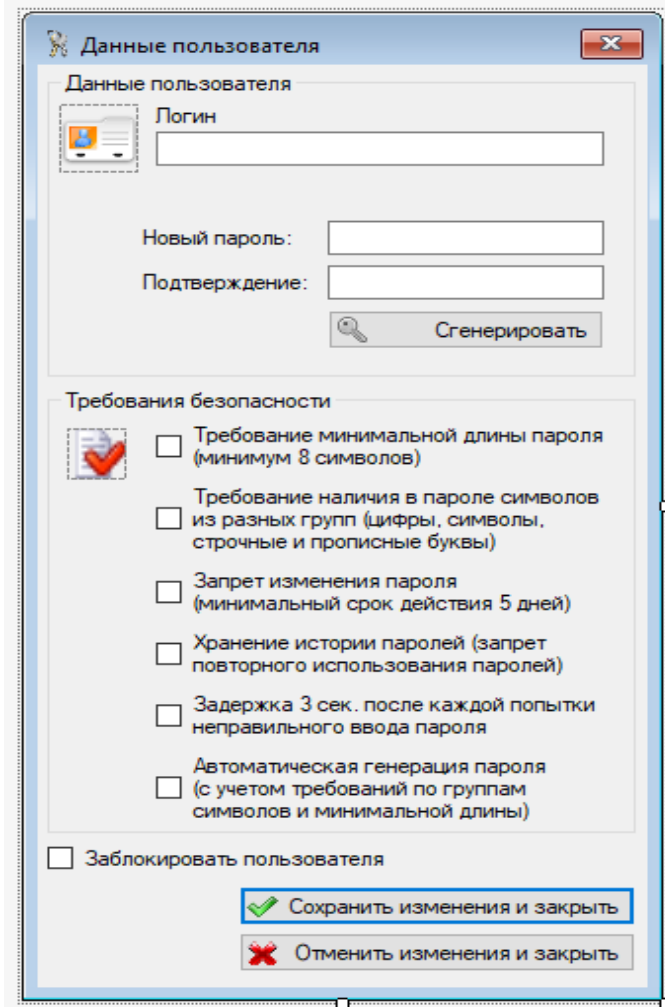 Данные пользователя
Данные пользователя
Логин
Новый пароль:
Подтверждение:
Сгенерировать
Требования безопасности
Требование минимальной длины пароля
(минимум 8 символов)
Требование наличия в пароле символов
из разных групп (цифры, символы,
строчные и прописные буквы)
Запрет изменения пароля
(минимальный срок действия 5 дней)
Хранение истории паролей (запрет
повторного использования паролей)
Задержка 3 сек. после каждой попытки
неправильного ввода пароля
Автоматическая генерация пароля
(с учетом требований по группам
символов и минимальной длины)
Заблокировать пользователя
Сохранить изменения и закрыть
Отменить изменения и закрыть